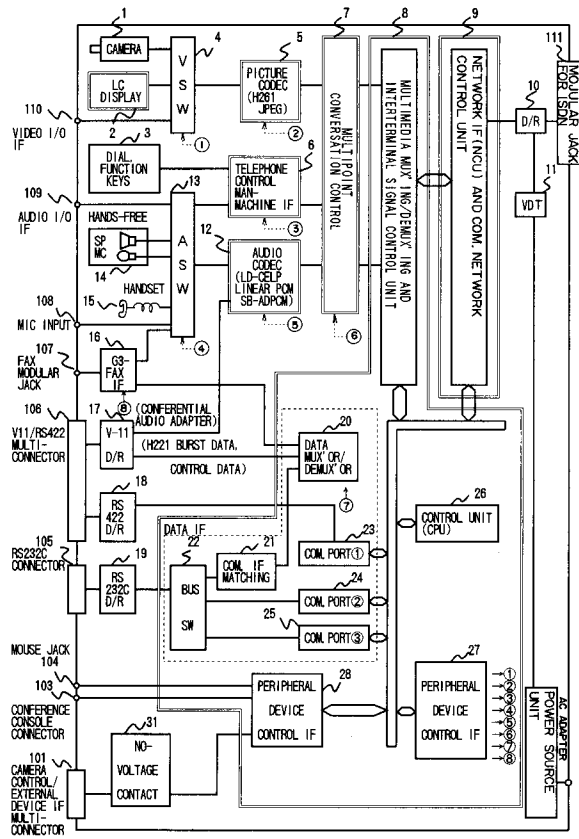 1
4
7
8
9
111
CAMERA
V
S
W
5
PICTURE
CODEC
(H261
JPEG)
LC
DISPLAY
110
VIDEO I/O
IF
①
②
2
3
DIAL.
FUNCTION
KEYS
6
TELEPHONE
CONTROL
MAN-
MACHINE IF
③
MULTIPOINT
CONVERSATION CONTROL
MULTIMEDIA MUX'ING/DEMUX'ING AND
INTERTERMINAL SIGNAL CONTROL UNIT
NETWORK IF(NCU) AND COM. NETWORK
CONTROL UNIT
10
D/R
MOJULAR JACK
FOR ISDN
11
VDT
109
AUDIO I/O
IF
13
HANDS-FREE
SP
MC
14
A
S
W
12
AUDIO
CODEC
(LD-CELP
LINEAR PCM
SB-ADPCM)
⑤
⑥
15
HANDSET
108
MIC INPUT
④
107
FAX
MODULAR
JACK
16
G3-
FAX
IF
⑧
(CONFERENTIAL
AUDIO ADAPTER)
106
V11/RS422
MULTI-
CONNECTOR
17
V-11
D/R
(H221 BURST DATA,
CONTROL DATA)
20
DATA
MUX'OR/
DEMUX'OR
⑦
18
RS
422
D/R
DATA IF
23
COM. PORT①
26
CONTROL UNIT
(CPU)
105
RS232C
CONNECTOR
19
RS
232C
D/R
22
BUS
SW
21
COM. IF
MATCHING
24
COM. PORT②
25
COM. PORT③
MOUSE JACK
104
103
CONFERENCE
CONSOLE
CONNECTOR
28
PERIPHERAL
DEVICE
CONTROL IF
27
PERIPHERAL
DEVICE
CONTROL IF
①
②
③
④
⑤
⑥
⑦
⑧
AC ADAPTER
POWER SOURCE
UNIT
101
CAMERA
CONTROL/
EXTERNAL
DEVICE IF
MULTI-
CONNECTOR
31
NO-
VOLTAGE
CONTACT